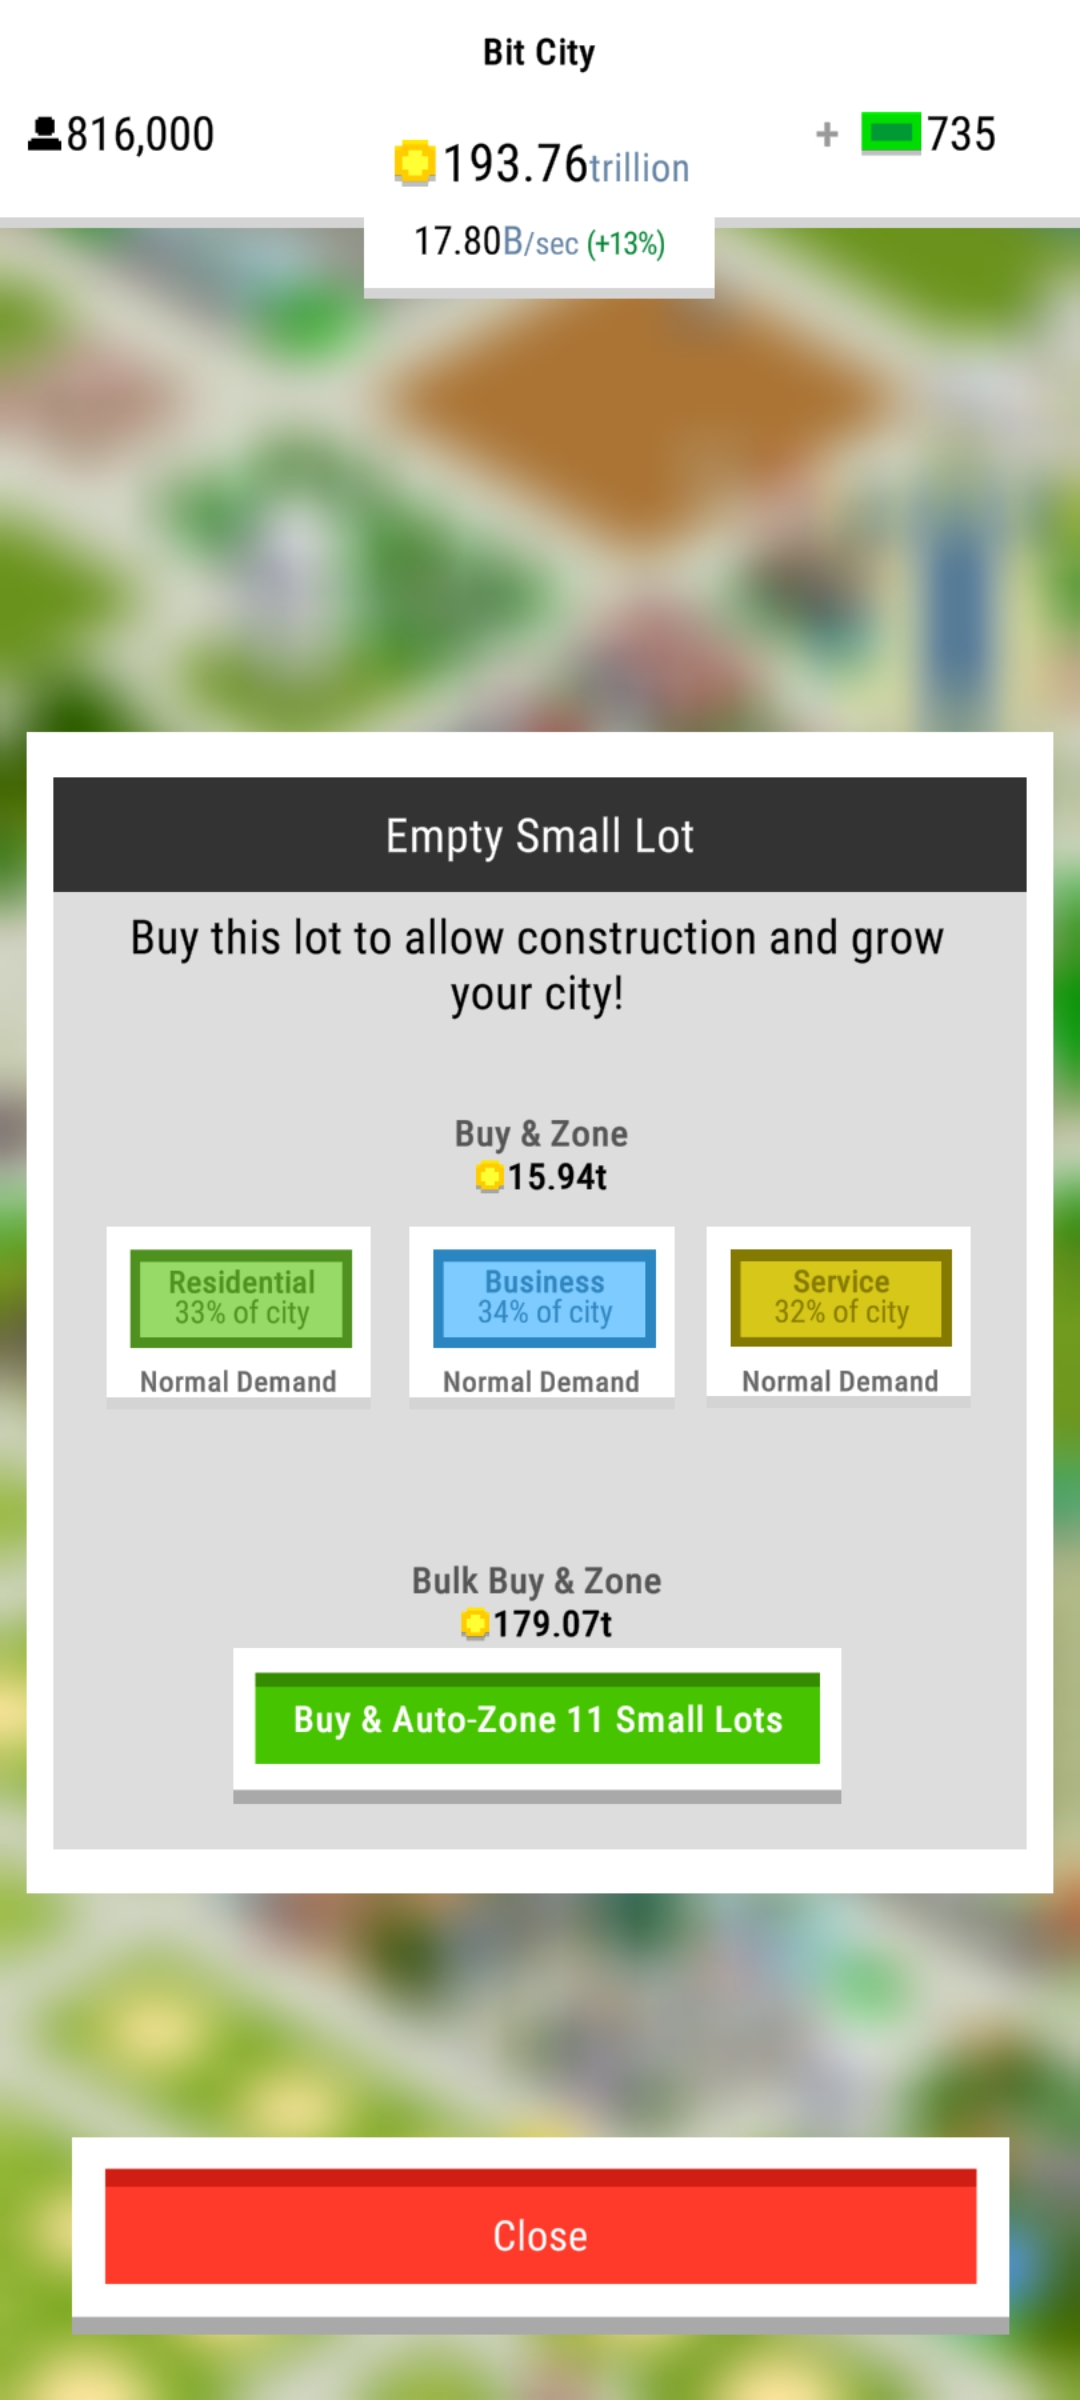 Bit City
816,000
193.76trillion
+ 735
17.80B/sec (+13%)
Empty Small Lot
Buy this lot to allow construction and grow
your city!
Buy & Zone
15.94t
Residential
33% of city
Normal Demand
Business
34% of city
Normal Demand
Service
32% of city
Normal Demand
Bulk Buy & Zone
179.07t
Buy & Auto-Zone 11 Small Lots
Close